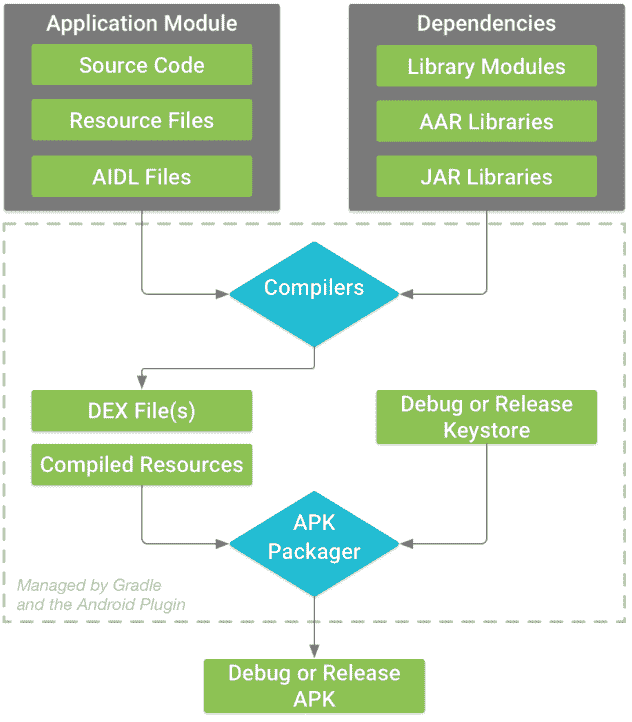 Application Module
Source Code
Resource Files
AIDL Files
Dependencies
Library Modules
AAR Libraries
JAR Libraries
Compilers
DEX File(s)
Compiled Resources
Debug or Release
Keystore
APK
Packager
Managed by Gradle
and the Android Plugin
Debug or Release
APK